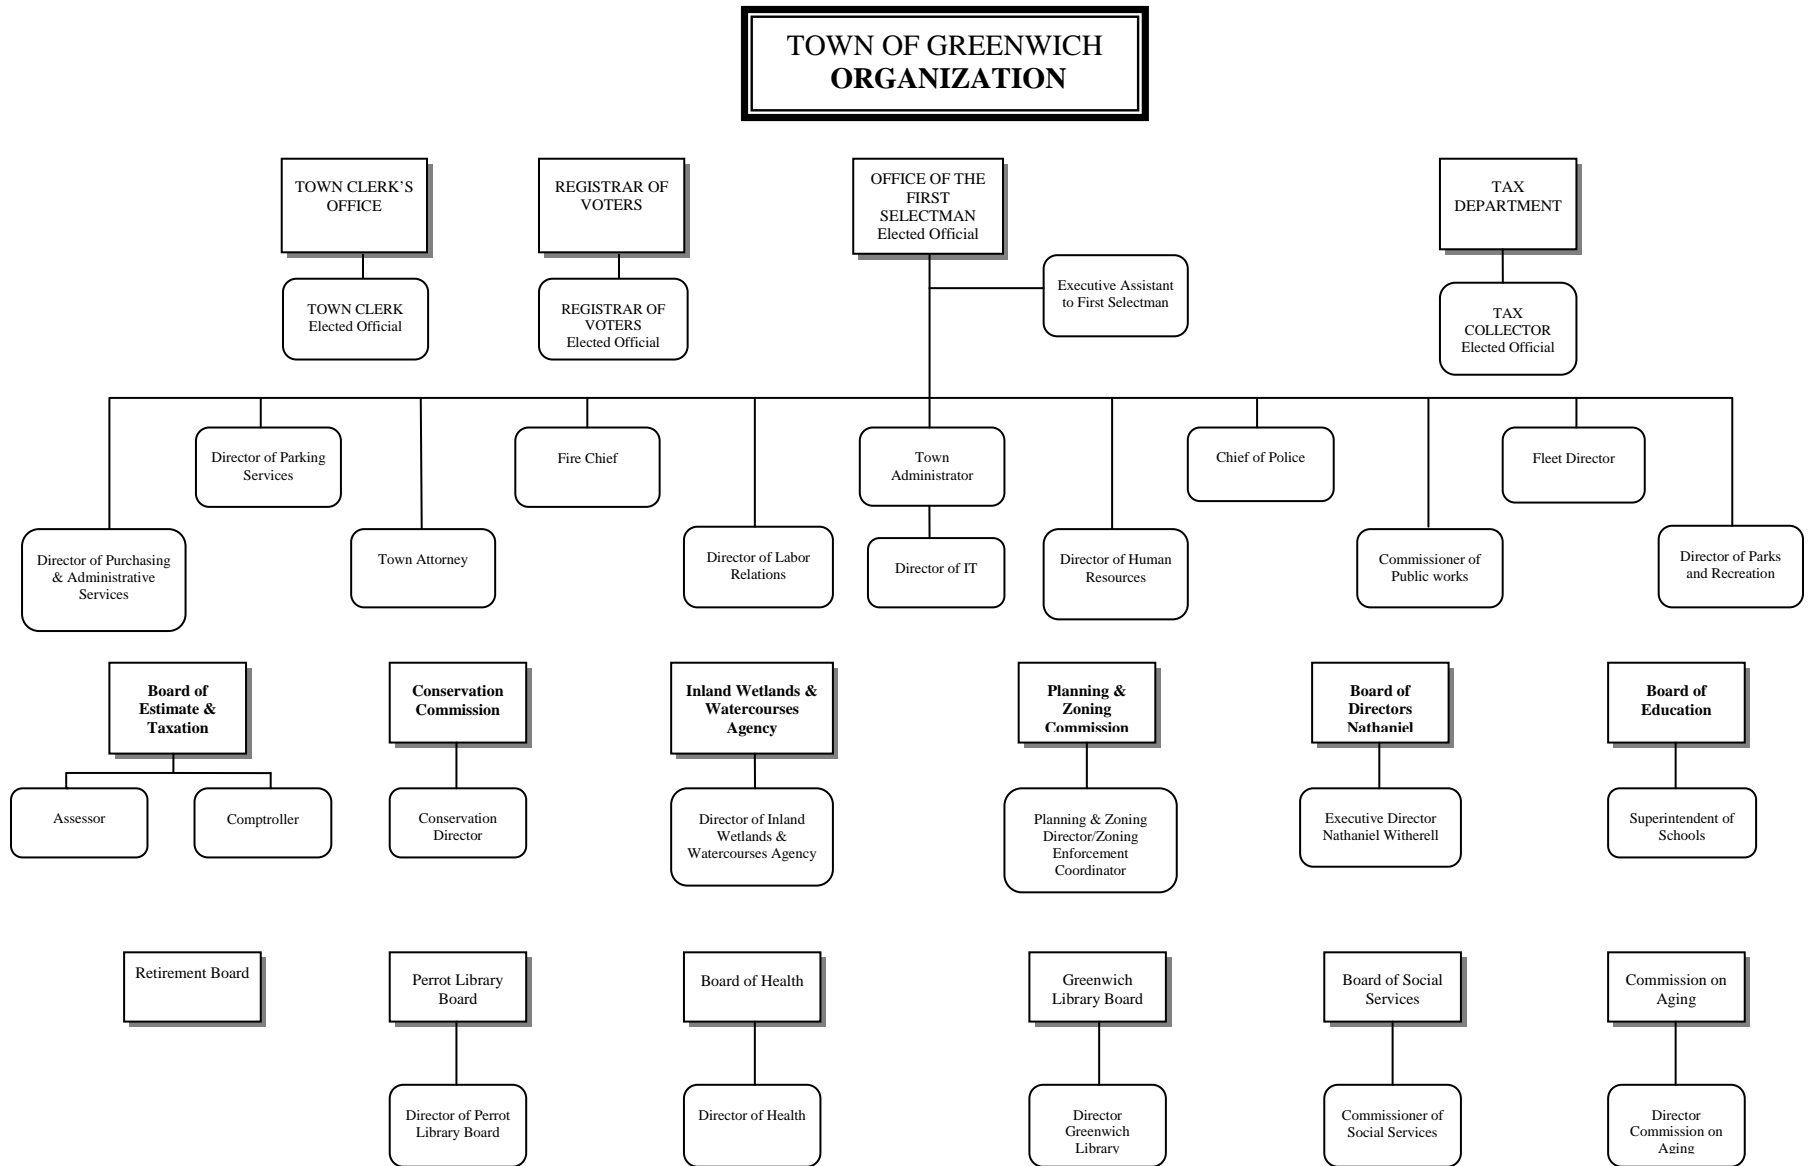 TOWN OF GREENWICH
ORGANIZATION
TOWN CLERK'S
OFFICE
REGISTRAR OF
VOTERS
OFFICE OF THE
FIRST
SELECTMAN
Elected Official
TAX
DEPARTMENT
TOWN CLERK
Elected Official
REGISTRAR OF
VOTERS
Elected Official
Executive Assistant
to First Selectman
TAX
COLLECTOR
Elected Official
Director of Parking
Services
Fire Chief
Town
Administrator
Chief of Police
Fleet Director
Director of Purchasing
& Administrative
Services
Town Attorney
Director of Labor
Relations
Director of IT
Director of Human
Resources
Commissioner of
Public works
Director of Parks
and Recreation
Board of
Estimate &
Taxation
Conservation
Commission
Inland Wetlands &
Watercourses
Agency
Planning &
Zoning
Commission
Board of
Directors
Nathaniel
Board of
Education
Assessor
Comptroller
Conservation
Director
Director of Inland
Wetlands &
Watercourses Agency
Planning & Zoning
Director/Zoning
Enforcement
Coordinator
Executive Director
Nathaniel Witherell
Superintendent of
Schools
Retirement Board
Perrot Library
Board
Board of Health
Greenwich
Library Board
Board of Social
Services
Commission on
Aging
Director of Perrot
Library Board
Director of Health
Director
Greenwich
Library
Commissioner of
Social Services
Director
Commission on
Aging